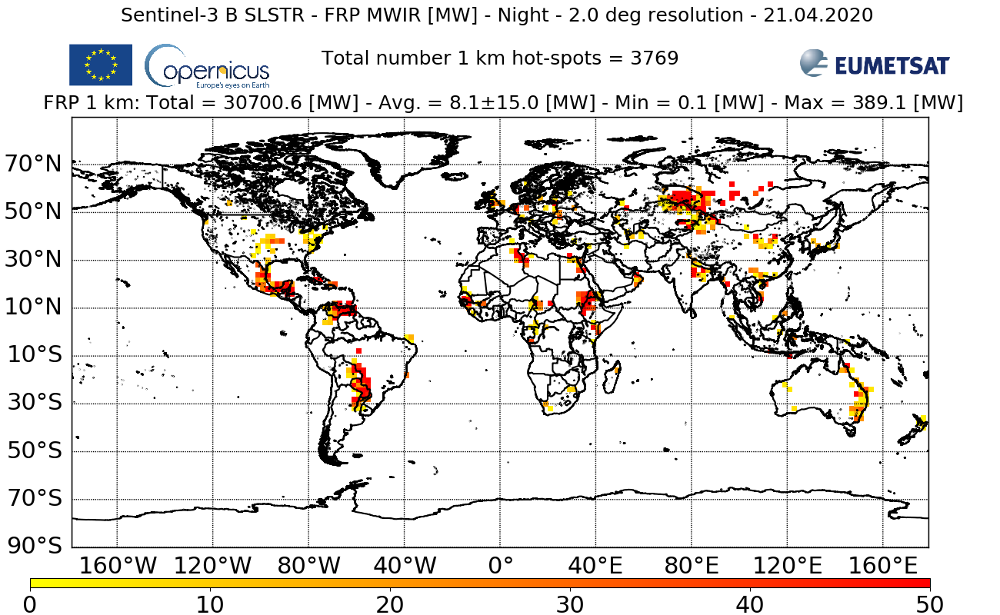 Sentinel-3 B SLSTR - FRP MWIR [MW] - Night - 2.0 deg resolution - 21.04.2020
Total number 1 km hot-spots = 3769
opernicus
Europe's eyes on Earth
EUMETSAT
FRP 1 km: Total = 30700.6 [MW] - Avg. = 8.1±15.0 [MW] - Min = 0.1 [MW] - Max = 389.1 [MW]
70°N
50°N
30°N
10°N
10°S
30°S
50°S
70°S
90°S
160°W 120°W 80°W 40°W 0° 40°E 80°E 120°E 160°E
0 10 20 30 40 50